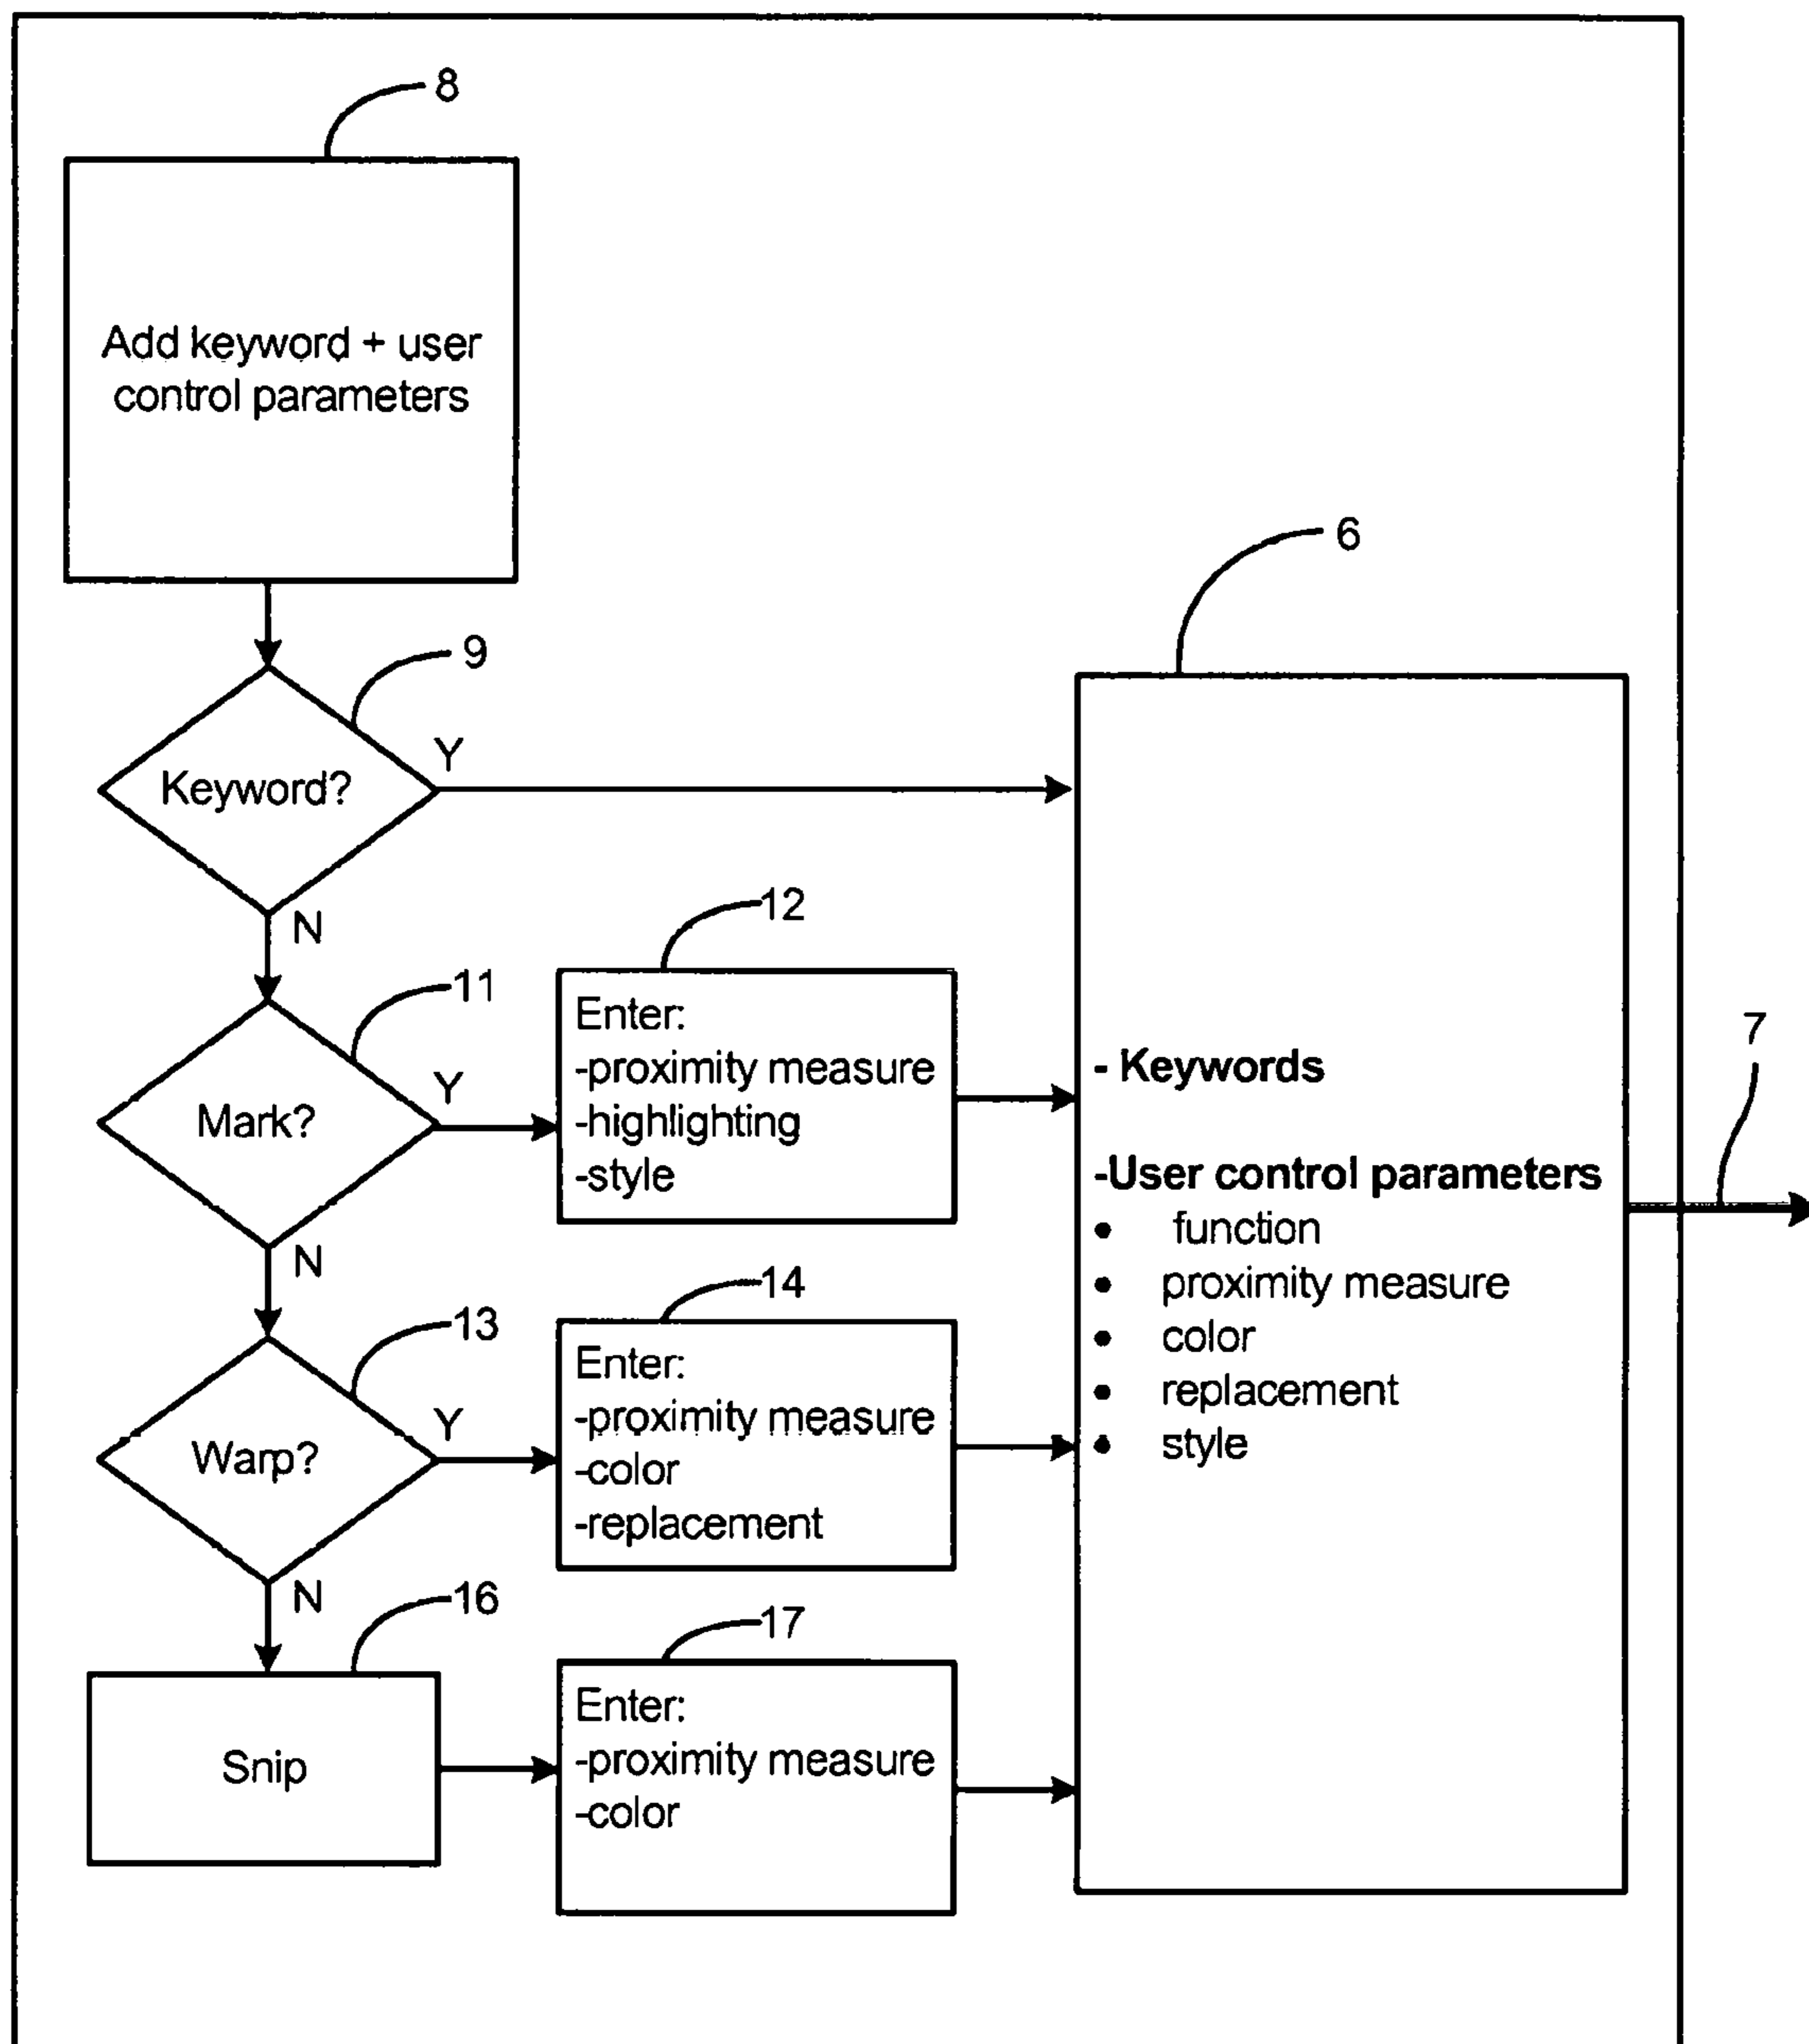 8
Add keyword + user
control parameters
6
9
Keyword?
Y
N
12
11
Mark?
Y
N
Enter:
-proximity measure
-highlighting
-style
7
- Keywords
-User control parameters
• function
• proximity measure
• color
• replacement
• style
14
13
Warp?
Y
N
Enter:
-proximity measure
-color
-replacement
16
Snip
17
Enter:
-proximity measure
-color